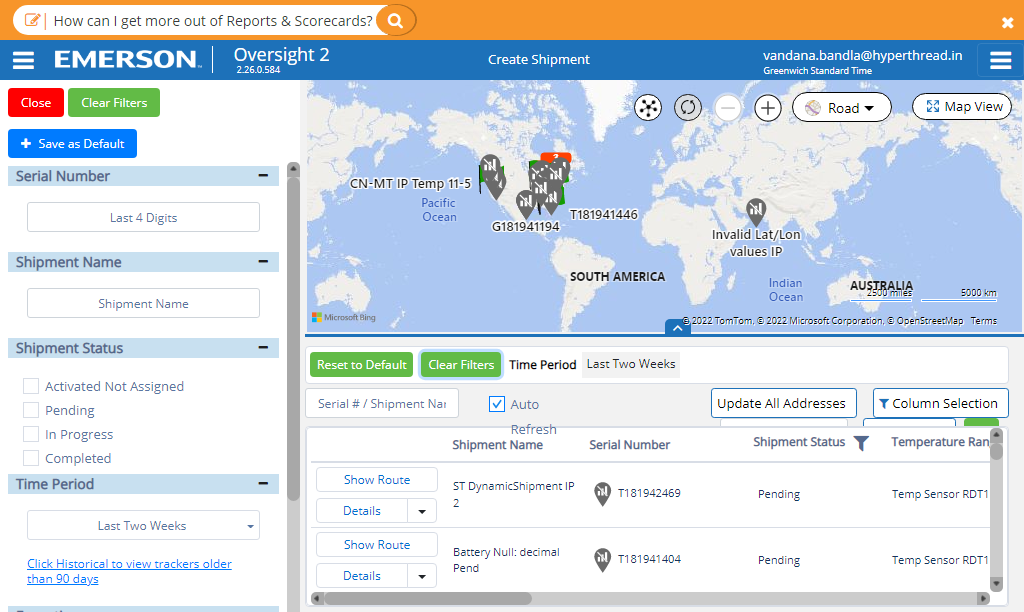 How can I get more out of Reports & Scorecards?
EMERSON
Oversight 2
2.26.0.584
Create Shipment
vandana.bandla@hyperthread.in
Greenwich Standard Time
Close
Clear Filters
Save as Default
Serial Number
Last 4 Digits
Shipment Name
Shipment Name
Shipment Status
Activated Not Assigned
Pending
In Progress
Completed
Time Period
Last Two Weeks
Click Historical to view trackers older
than 90 days
Road
Map View
CN-MT IP Temp 11-5
Pacific
Ocean
G181941194
T181941446
Invalid Lat/Lon
values IP
SOUTH AMERICA
Indian
Ocean
AUSTRALIA
2500 miles
5000 km
Microsoft Bing
© 2022 TomTom, © 2022 Microsoft Corporation, © OpenStreetMap Terms
Reset to Default
Clear Filters
Time Period
Last Two Weeks
Serial # / Shipment Nar
Auto
Refresh
Update All Addresses
Column Selection
Shipment Name
Serial Number
Shipment Status
Temperature Ran
Show Route
Details
ST DynamicShipment IP
2
T181942469
Pending
Temp Sensor RDT1
Show Route
Details
Battery Null: decimal
Pend
T181941404
Pending
Temp Sensor RDT1